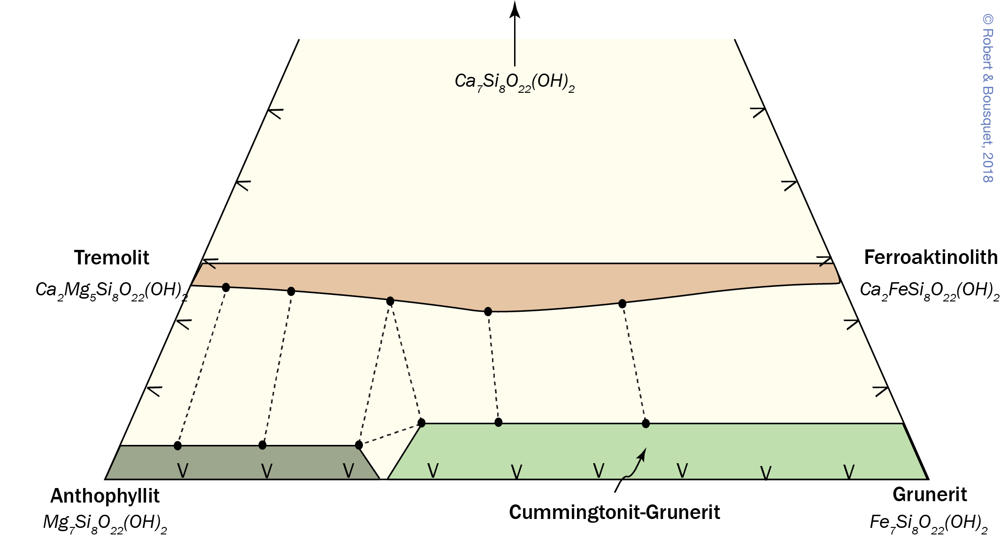 © Robert & Bousquet, 2018
Ca₇Si₈O₂₂(OH)₂
Tremolit
Ca₂Mg₅Si₈O₂₂(OH)₂
Ferroaktinolith
Ca₂FeSi₈O₂₂(OH)₂
Anthophyllit
Mg₇Si₈O₂₂(OH)₂
Cummingtonit-Grunerit
Grunerit
Fe₇Si₈O₂₂(OH)₂